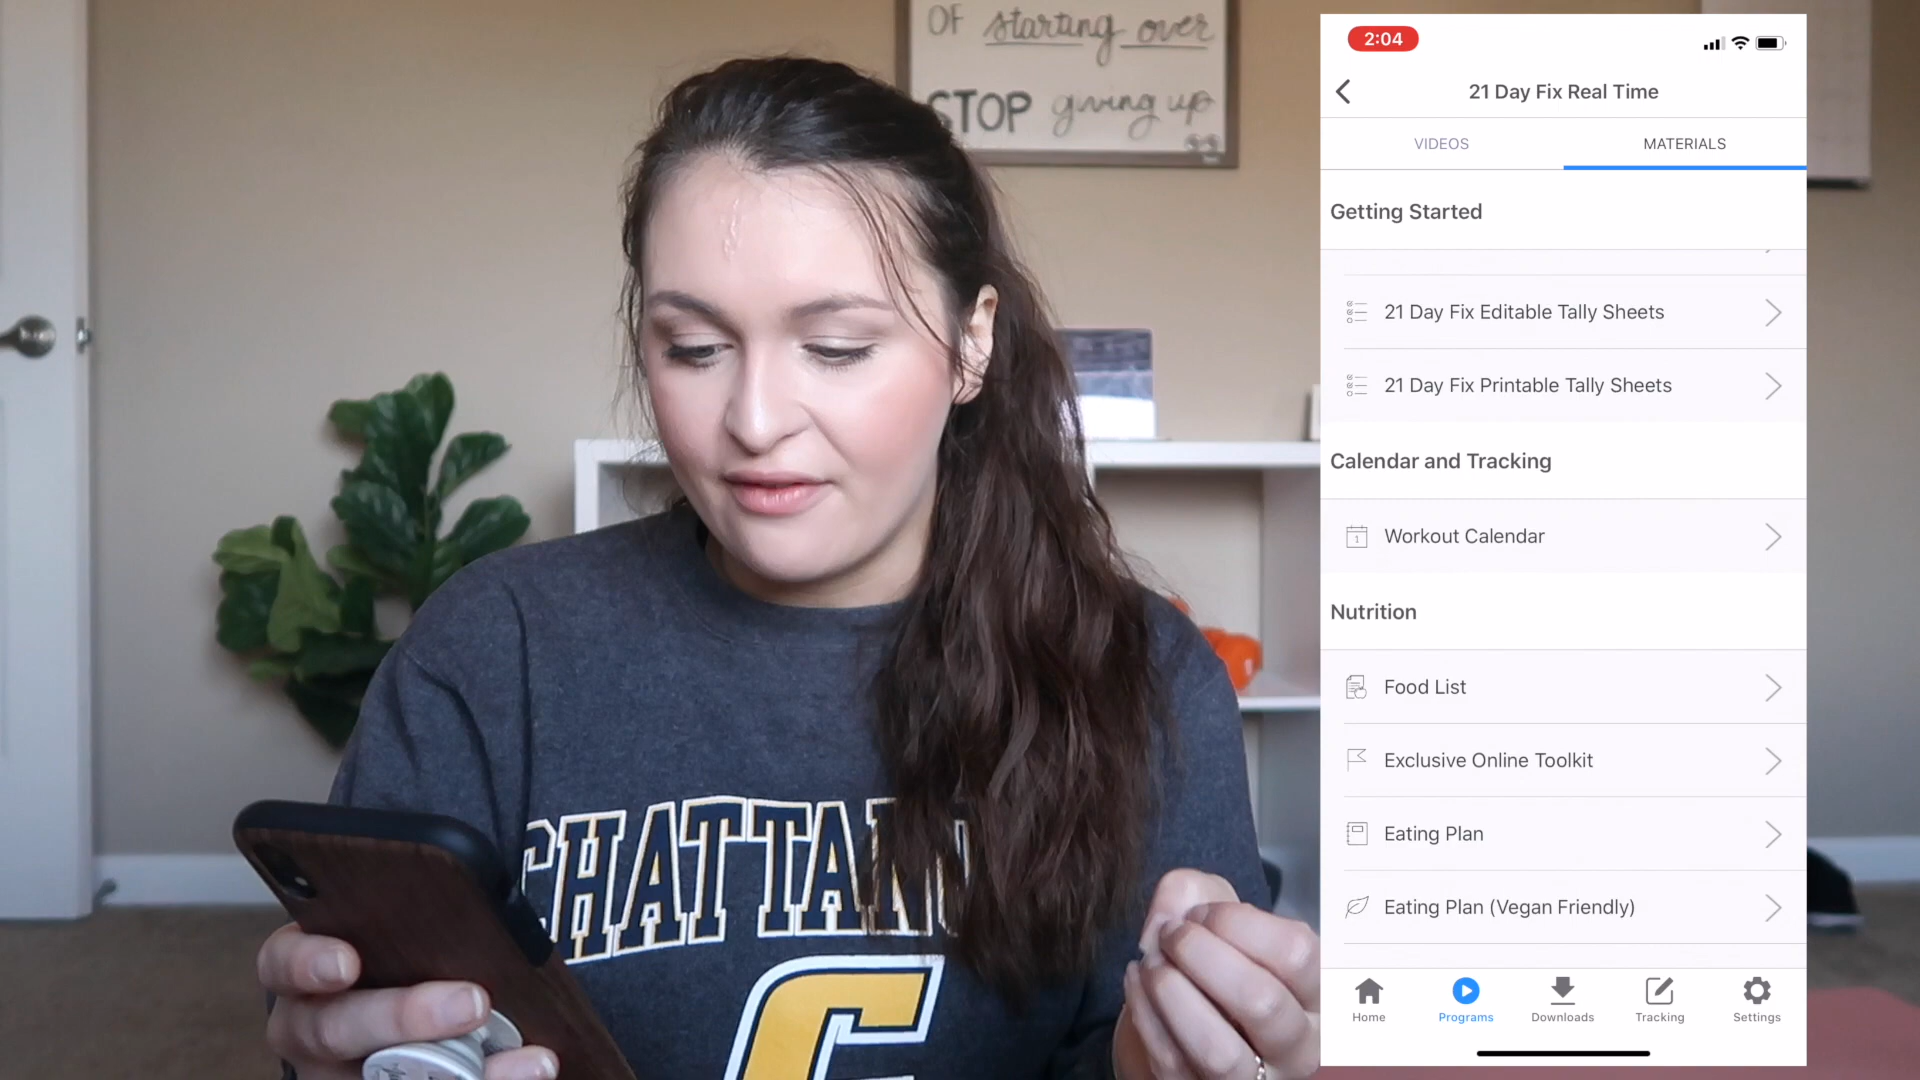 OF starting over
STOP giving up
CHATTAN
C
2:04
21 Day Fix Real Time
VIDEOS
MATERIALS
Getting Started
21 Day Fix Editable Tally Sheets
21 Day Fix Printable Tally Sheets
Calendar and Tracking
1
Workout Calendar
Nutrition
Food List
Exclusive Online Toolkit
Eating Plan
Eating Plan (Vegan Friendly)
Home
Programs
Downloads
Tracking
Settings